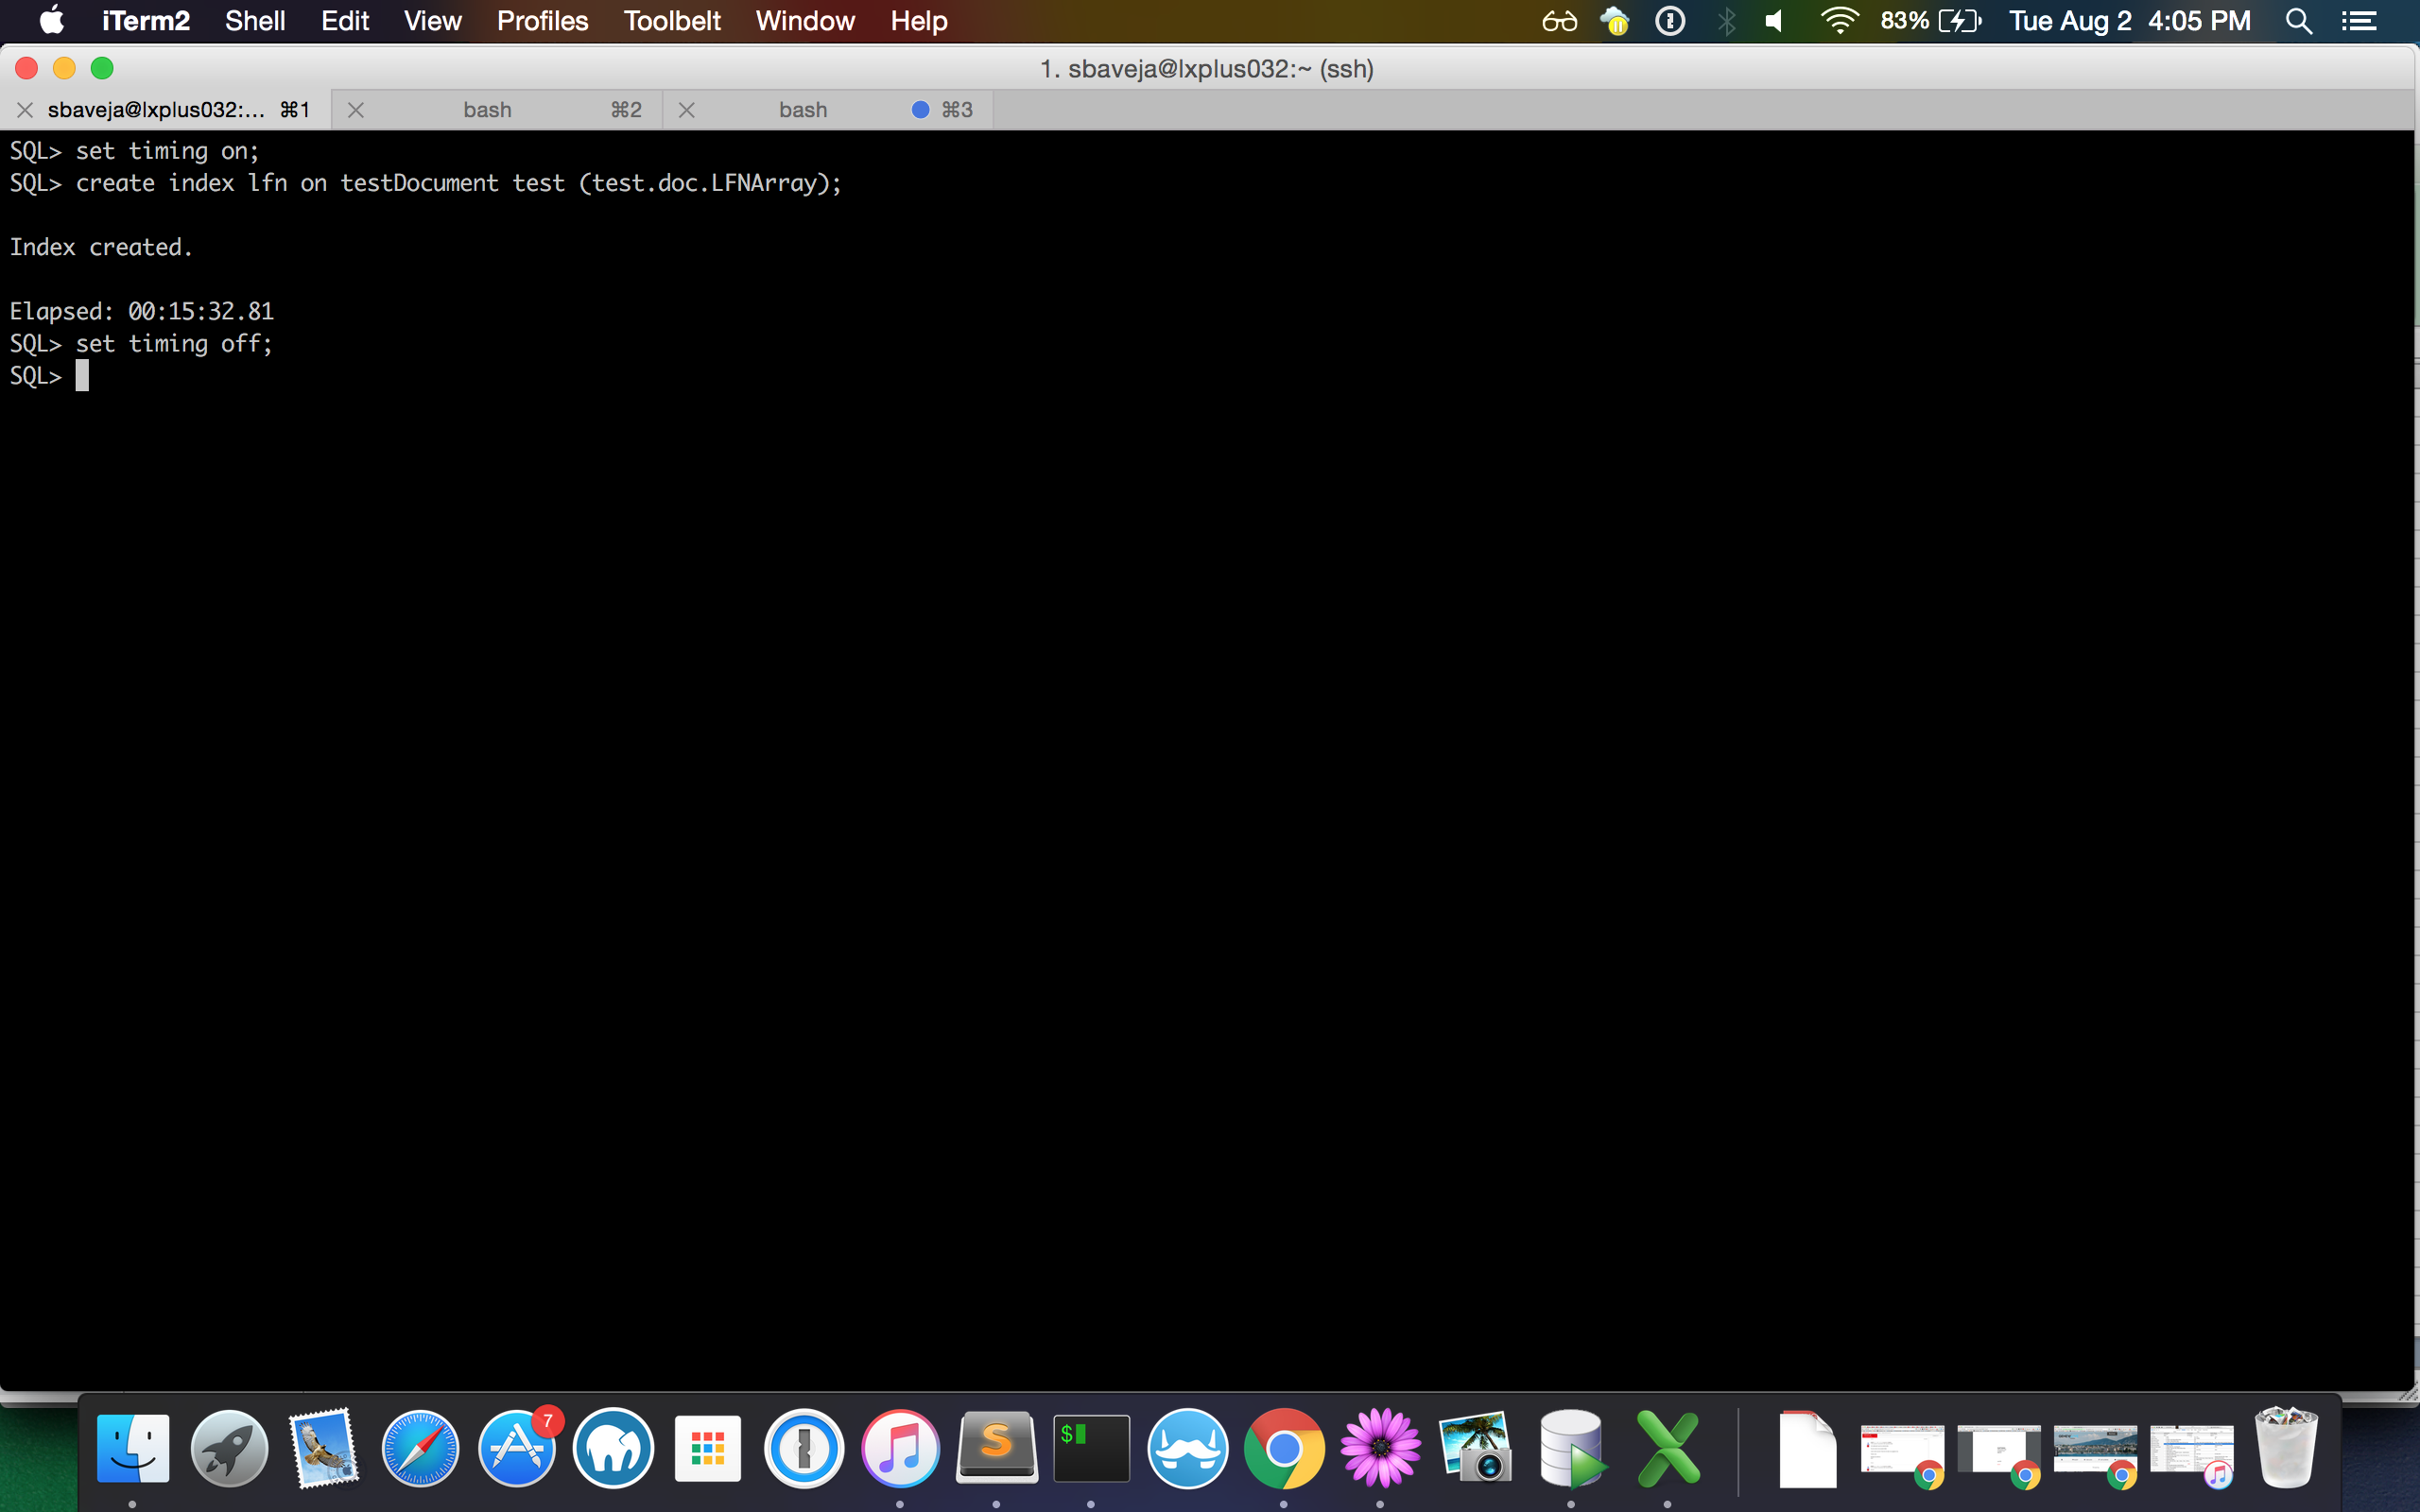 iTerm2 Shell Edit View Profiles Toolbelt Window Help 83% Tue Aug 2 4:05 PM
1. sbaveja@lxplus032:~ (ssh)
sbaveja@lxplus032:... ⌘1 bash ⌘2 bash ⌘3
SQL> set timing on;
SQL> create index lfn on testDocument test (test.doc.LFNArray);
Index created.
Elapsed: 00:15:32.81
SQL> set timing off;
SQL>
7
S
$